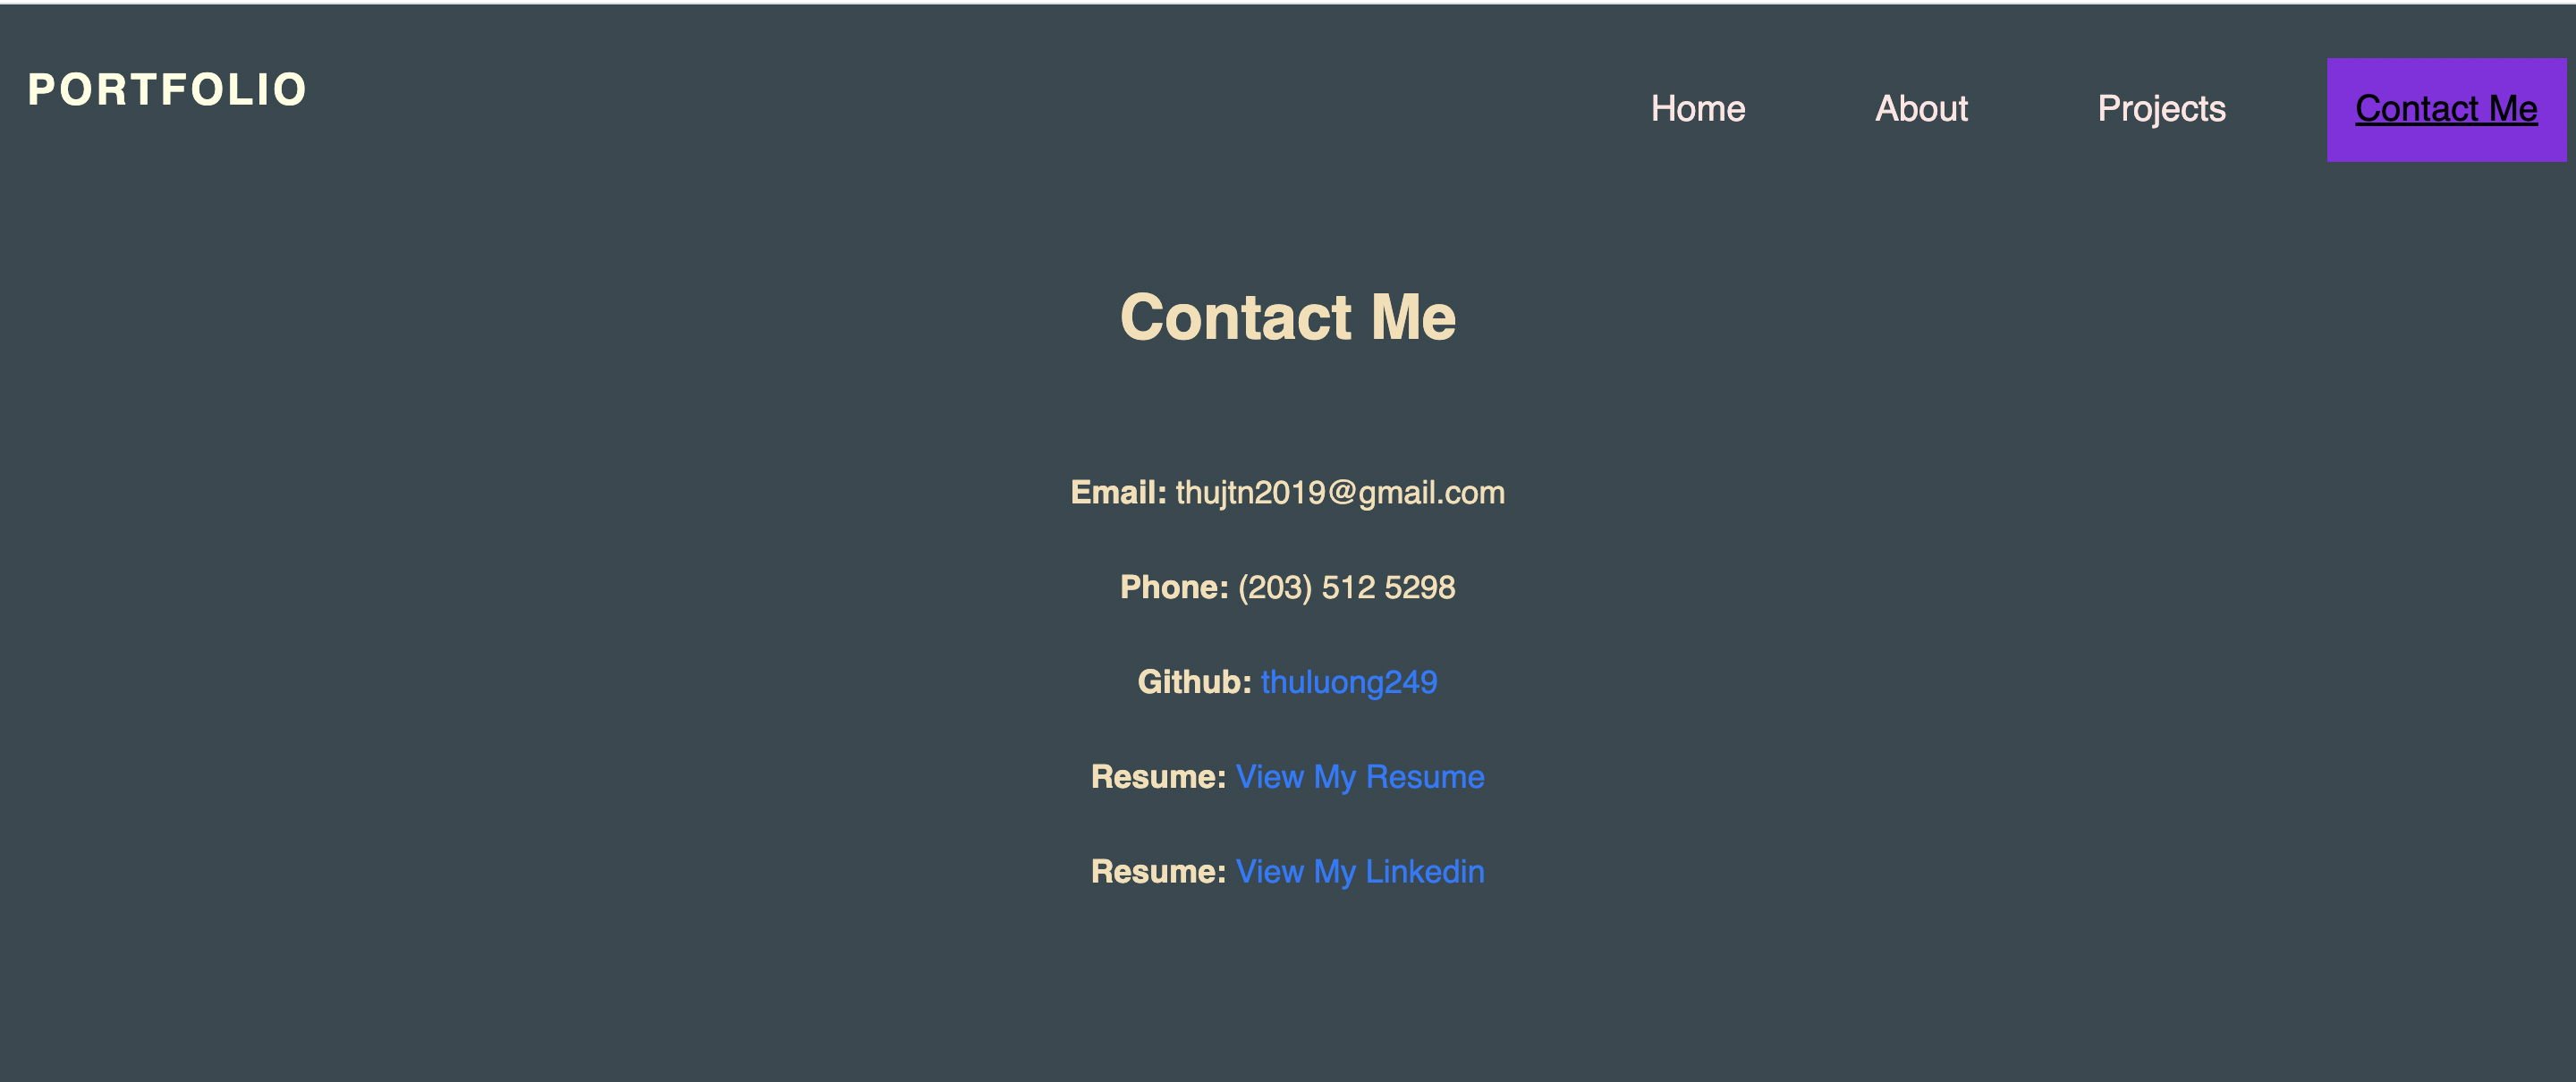 PORTFOLIO
Home About Projects Contact Me
Contact Me
Email: thujtn2019@gmail.com
Phone: (203) 512 5298
Github: thuluong249
Resume: View My Resume
Resume: View My Linkedin